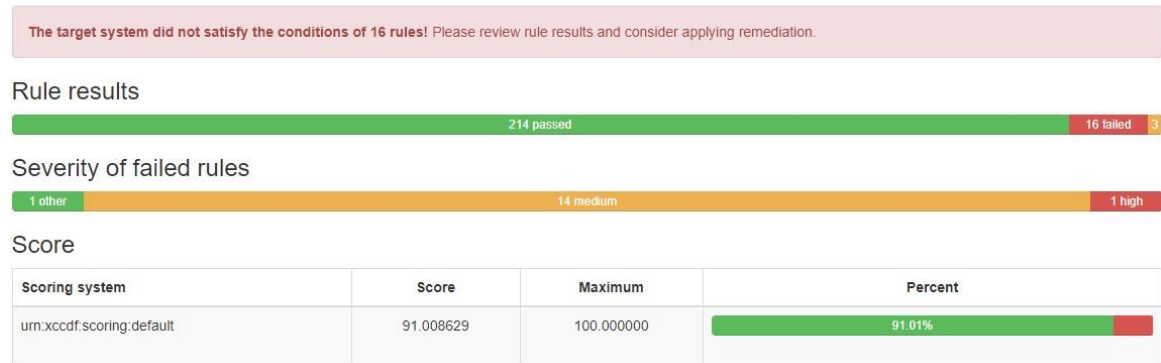 The target system did not satisfy the conditions of 16 rules! Please review rule results and consider applying remediation.
Rule results
214 passed 16 failed 3
Severity of failed rules
1 other 14 medium 1 high
Score
Scoring system Score Maximum Percent
urn:xccdf:scoring:default 91.008629 100.000000 91.01%